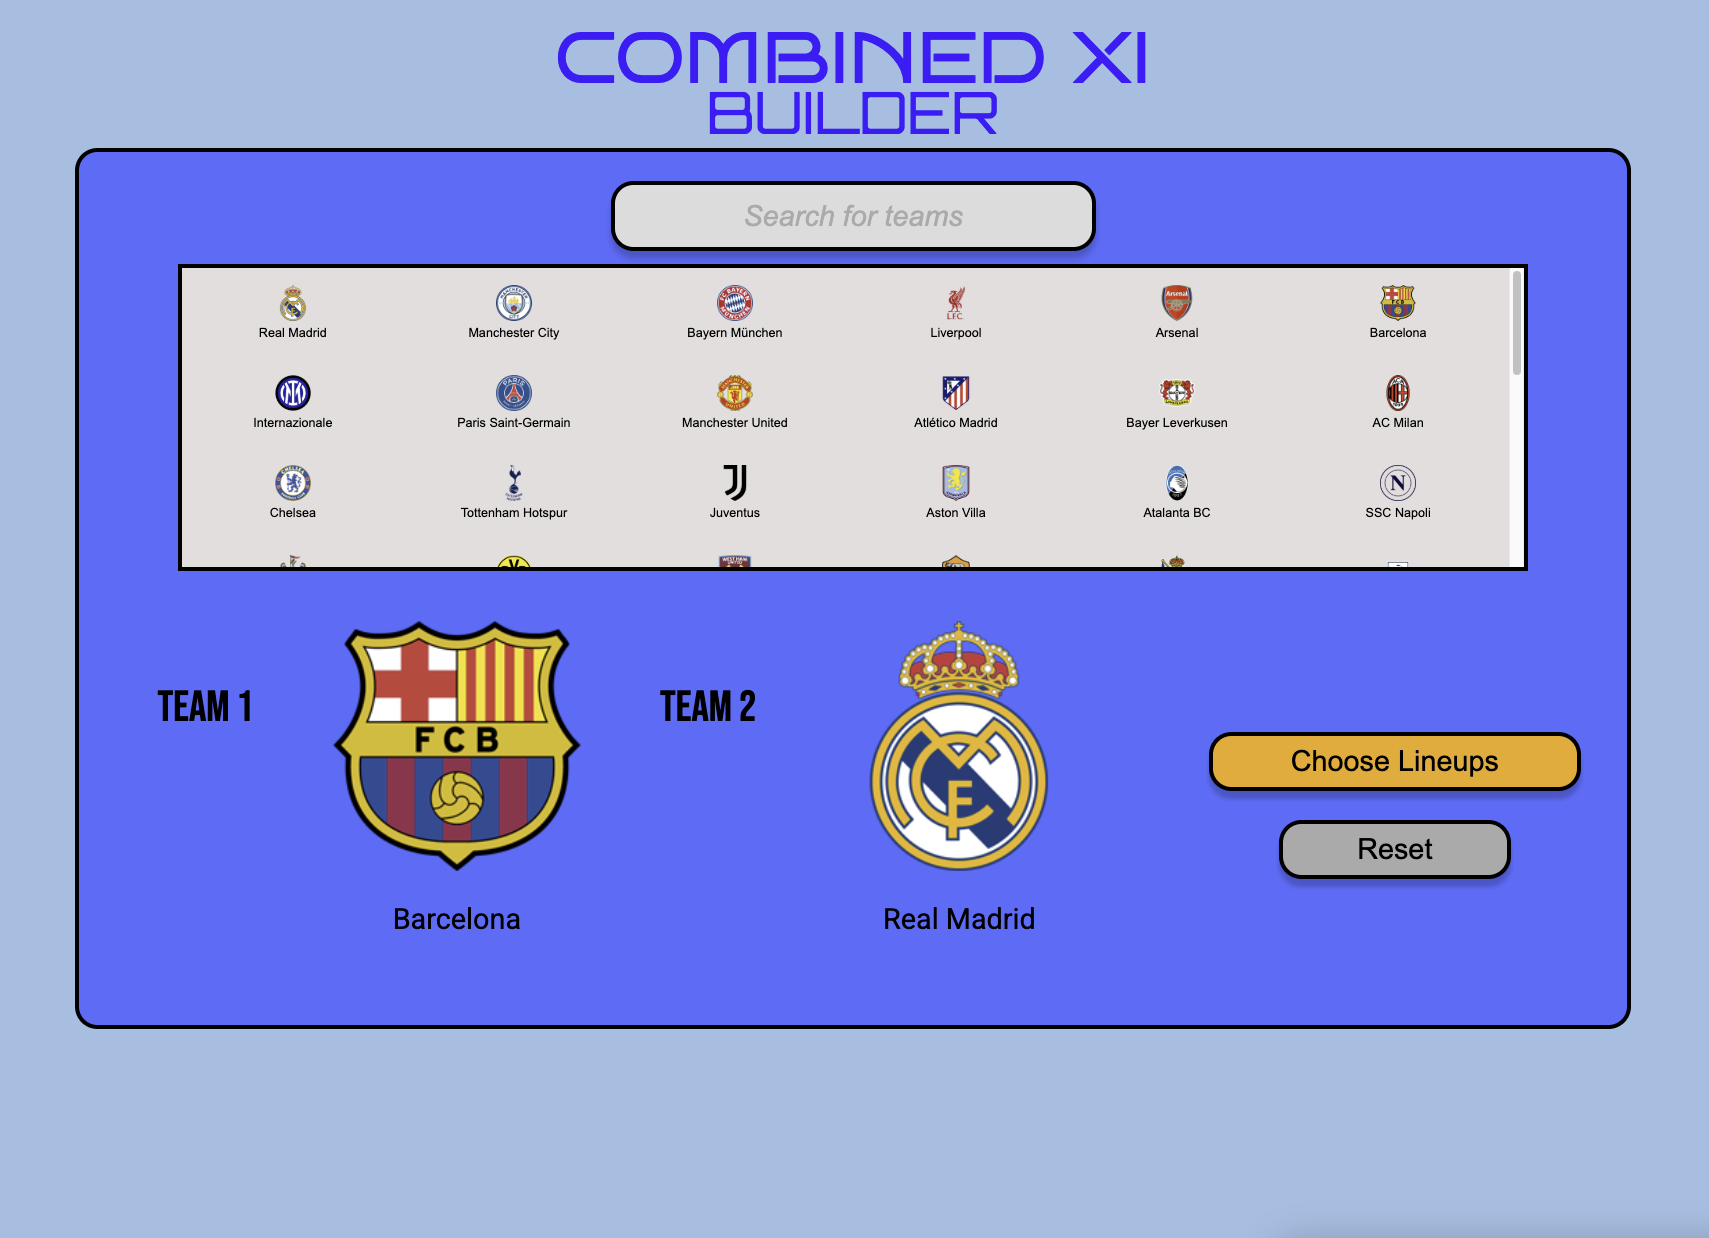 COMBINED XI
BUILDER
Search for teams
Real Madrid
Manchester City
Bayern München
Liverpool
Arsenal
Barcelona
Internazionale
Paris Saint-Germain
Manchester United
Atlético Madrid
Bayer Leverkusen
AC Milan
Chelsea
Tottenham Hotspur
Juventus
Aston Villa
Atalanta BC
SSC Napoli
TEAM 1
FCB
Barcelona
TEAM 2
Real Madrid
Choose Lineups
Reset